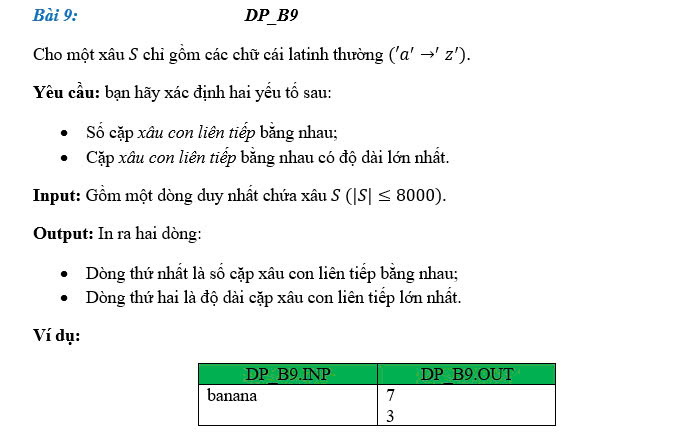 Bài 9: DP_B9
Cho một xâu S chỉ gồm các chữ cái latinh thường (′a′ →′ z′).
Yêu cầu: bạn hãy xác định hai yếu tố sau:
• Số cặp xâu con liên tiếp bằng nhau;
• Cặp xâu con liên tiếp bằng nhau có độ dài lớn nhất.
Input: Gồm một dòng duy nhất chứa xâu S (|S| ≤ 8000).
Output: In ra hai dòng:
• Dòng thứ nhất là số cặp xâu con liên tiếp bằng nhau;
• Dòng thứ hai là độ dài cặp xâu con liên tiếp lớn nhất.
Ví dụ:
DP_B9.INP DP_B9.OUT
banana 7
3